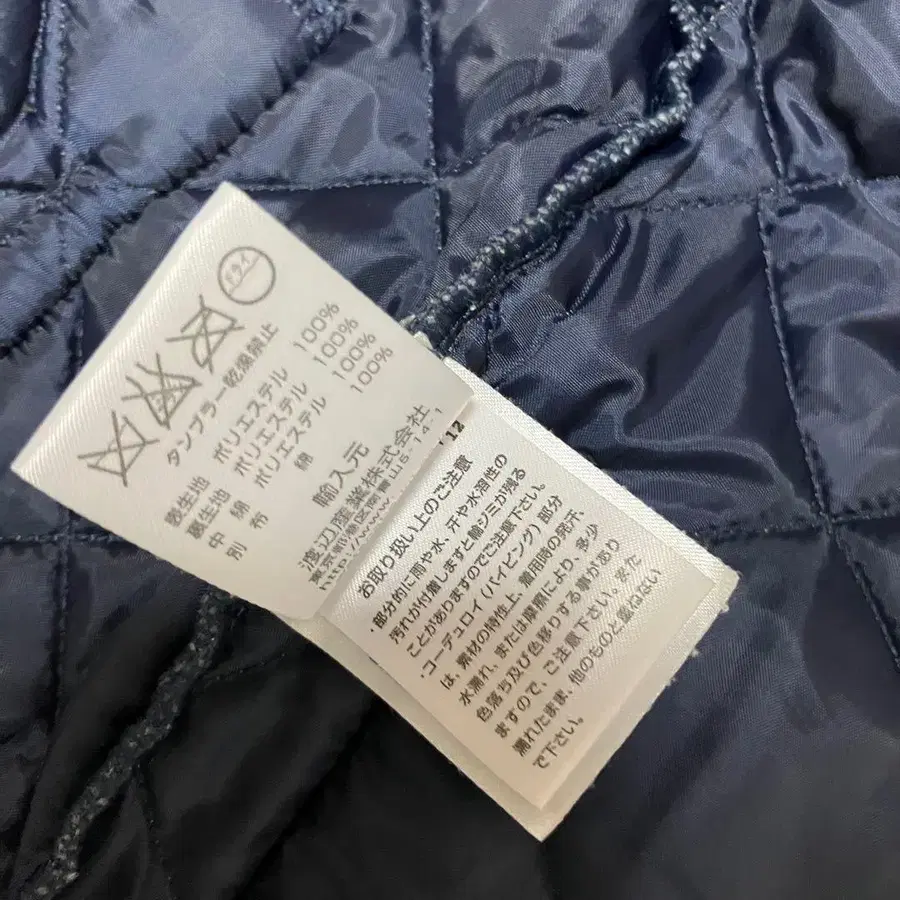 ドライ
タンブラー乾燥禁止
表生地 ポリエステル 100%
裏生地 ポリエステル 100%
中綿 ポリエステル 100%
別布 綿 100%
輸入元
渡辺産業株式会社
東京都港区南青山5-14-1
http://www.
'12
お取り扱い上のご注意
・部分的に雨や水、汗や水溶性の
汚れが付着しますと輪ジミが残る
ことがありますのでご注意下さい。
・コーデュロイ(パイピング)部分
は、素材の特性上、着用時の発汗、
水濡れ、または摩擦により、多少
色落ち及び色移りする事があり
ますので、ご注意下さい。また
濡れたまま、他のものと重ねない
で下さい。